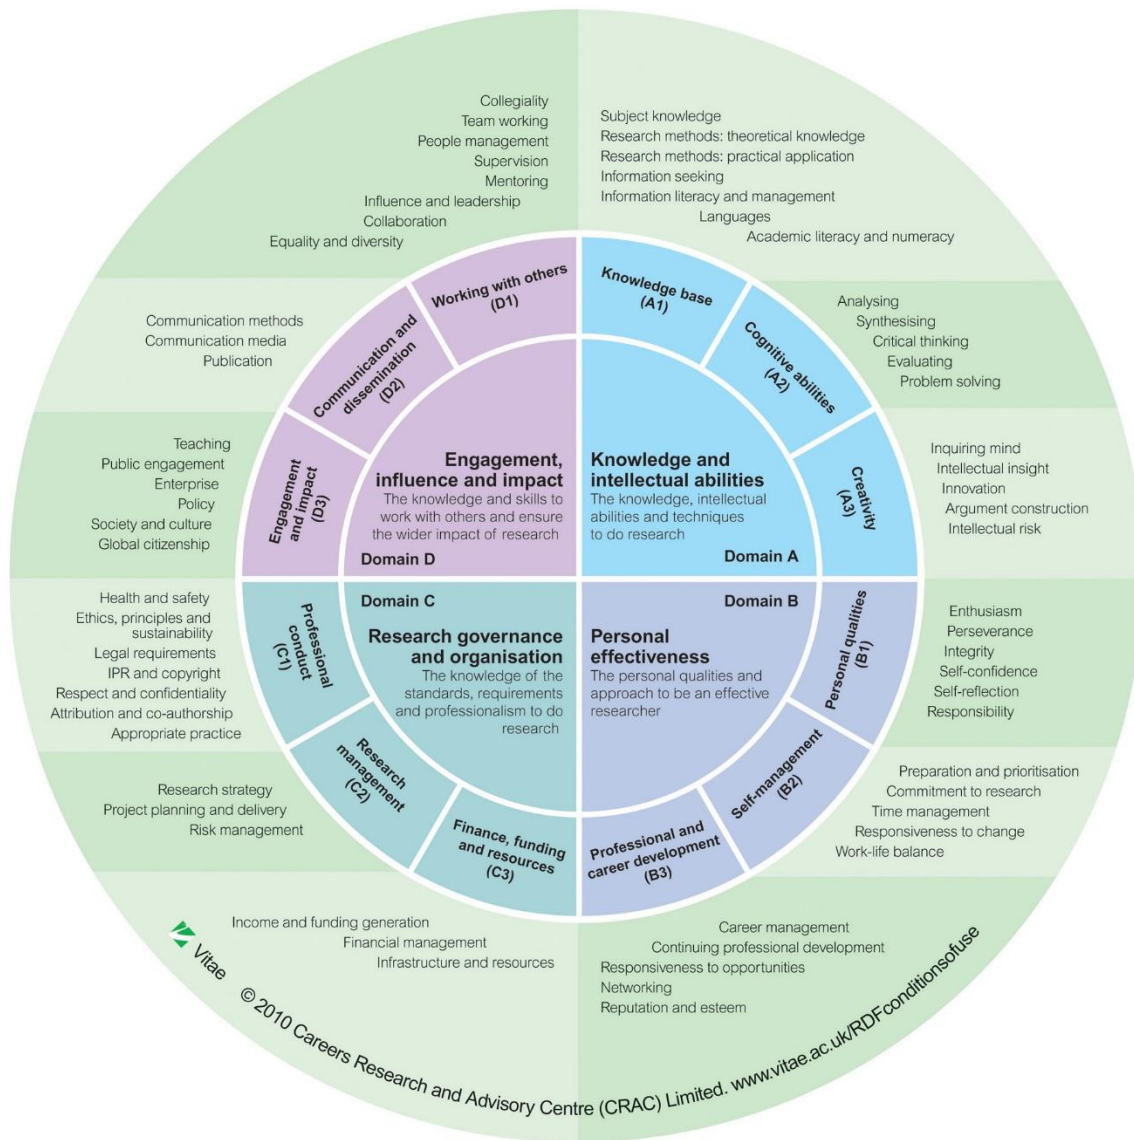 Collegiality
Team working
People management
Supervision
Mentoring
Influence and leadership
Collaboration
Equality and diversity
Subject knowledge
Research methods: theoretical knowledge
Research methods: practical application
Information seeking
Information literacy and management
Languages
Academic literacy and numeracy
Working with others
(D1)
Knowledge base
(A1)
Communication methods
Communication media
Publication
Communication and
dissemination
(D2)
Cognitive abilities
(A2)
Analysing
Synthesising
Critical thinking
Evaluating
Problem solving
Teaching
Public engagement
Enterprise
Policy
Society and culture
Global citizenship
Engagement
and impact
(D3)
Engagement,
influence and impact
The knowledge and skills to
work with others and ensure
the wider impact of research
Domain D
Knowledge and
intellectual abilities
The knowledge, intellectual
abilities and techniques
to do research
Domain A
Creativity
(A3)
Inquiring mind
Intellectual insight
Innovation
Argument construction
Intellectual risk
Health and safety
Ethics, principles and
sustainability
Legal requirements
IPR and copyright
Respect and confidentiality
Attribution and co-authorship
Appropriate practice
Professional
conduct
(C1)
Domain C
Research governance
and organisation
The knowledge of the
standards, requirements
and professionalism to do
research
Domain B
Personal
effectiveness
The personal qualities and
approach to be an effective
researcher
Personal qualities
(B1)
Enthusiasm
Perseverance
Integrity
Self-confidence
Self-reflection
Responsibility
Research strategy
Project planning and delivery
Risk management
Research
management
(C2)
Self-management
(B2)
Preparation and prioritisation
Commitment to research
Time management
Responsiveness to change
Work-life balance
Finance, funding
and resources
(C3)
Professional and
career development
(B3)
Income and funding generation
Financial management
Infrastructure and resources
Career management
Continuing professional development
Responsiveness to opportunities
Networking
Reputation and esteem
Vitae © 2010 Careers Research and Advisory Centre (CRAC) Limited. www.vitae.ac.uk/RDFconditionsofuse